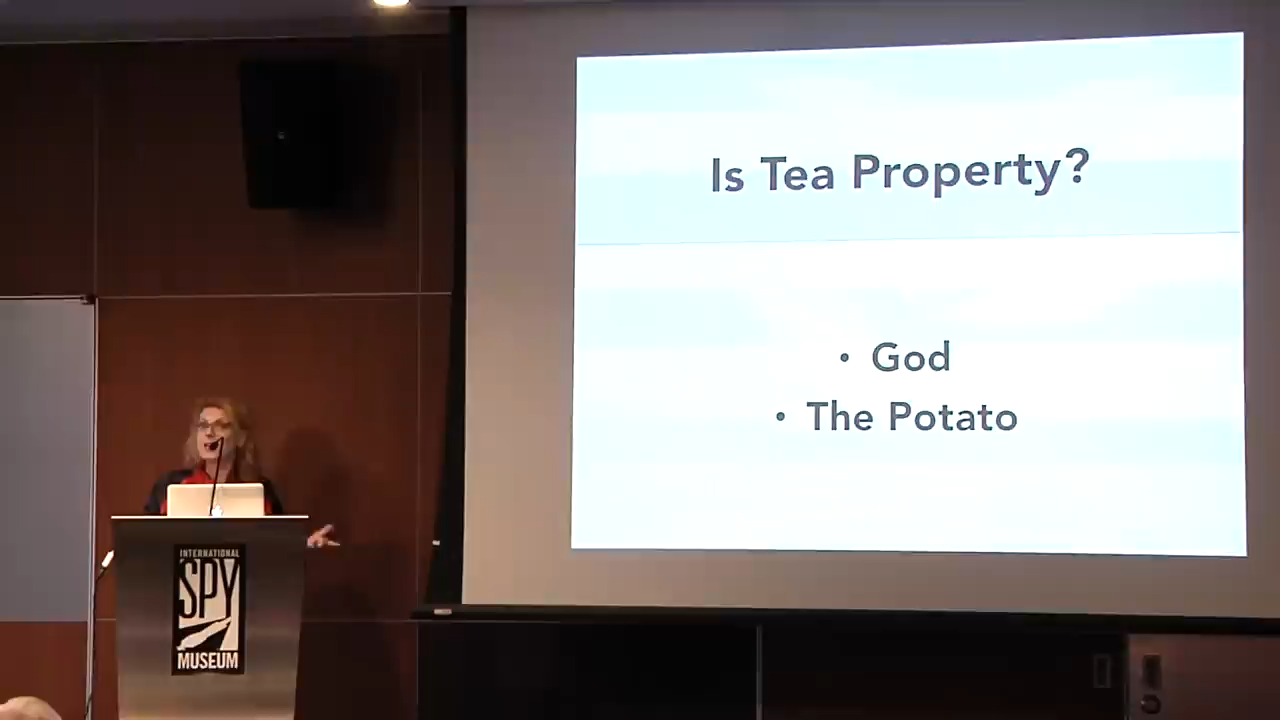 Is Tea Property?
• God
• The Potato
INTERNATIONAL
SPY
MUSEUM